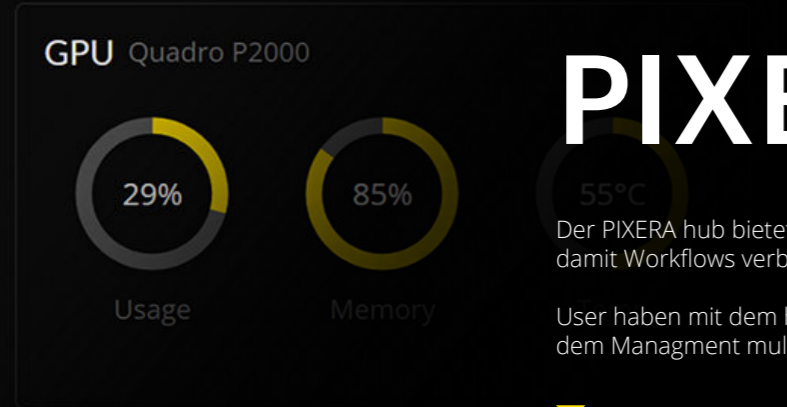 GPU Quadro P2000
29%
85%
55°C
Usage
Memory
PIXE
Der PIXERA hub biete
damit Workflows verb
User haben mit dem
dem Managment mul